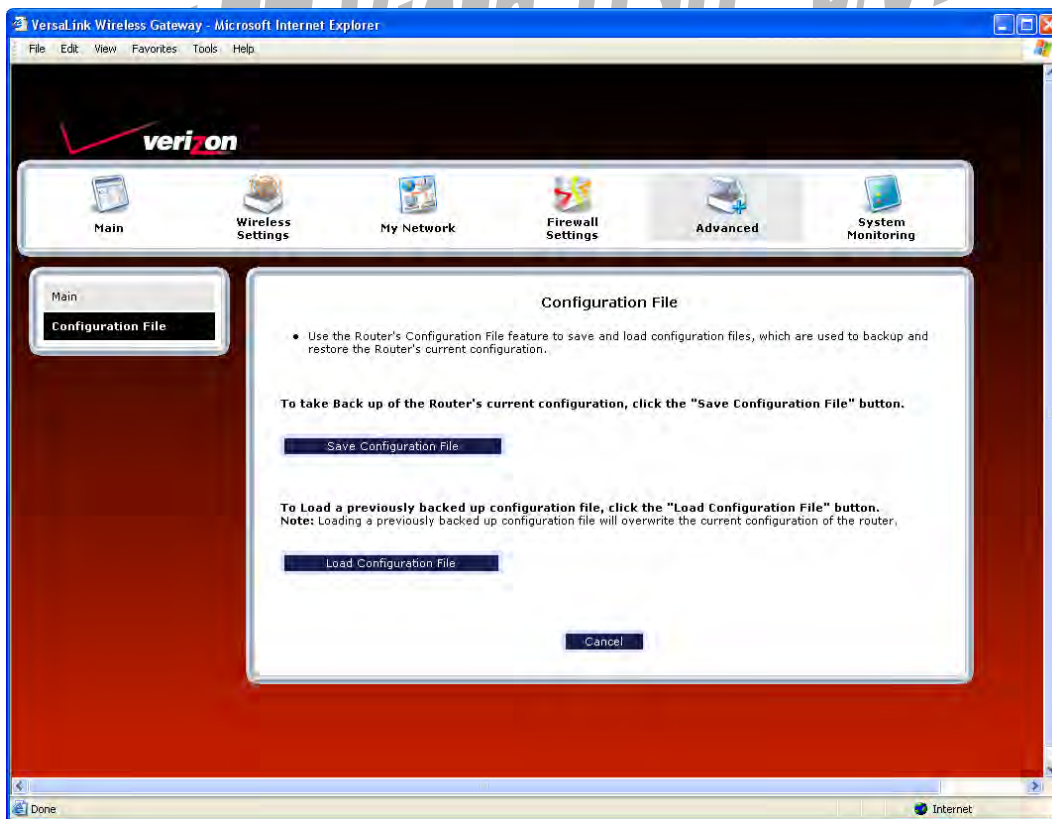 VersaLink Wireless Gateway - Microsoft Internet Explorer
File Edit View Favorites Tools Help
verizon
Main
Wireless
Settings
My Network
Firewall
Settings
Advanced
System
Monitoring
Main
Configuration File
Configuration File
• Use the Router's Configuration File feature to save and load configuration files, which are used to backup and
restore the Router's current configuration.
To take Back up of the Router's current configuration, click the "Save Configuration File" button.
Save Configuration File
To Load a previously backed up configuration file, click the "Load Configuration File" button.
Note: Loading a previously backed up configuration file will overwrite the current configuration of the router.
Load Configuration File
Cancel
Done
Internet